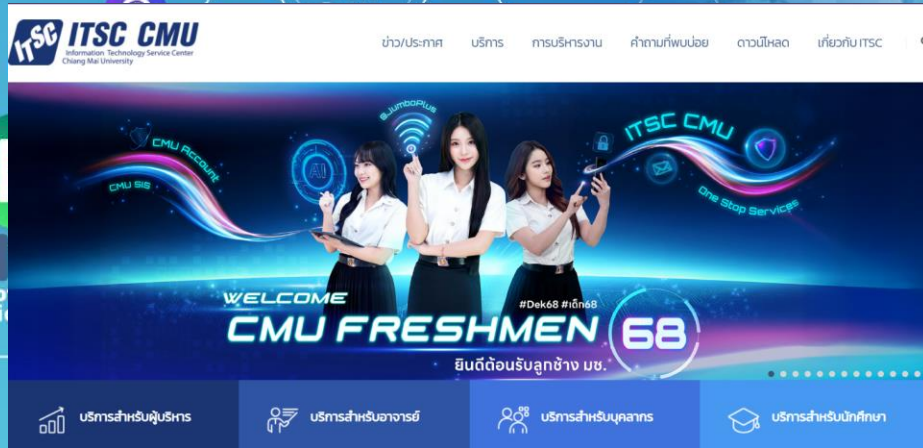 ITSC
ITSC CMU
Information Technology Service Center
Chiang Mai University
ข่าว/ประกาศ บริการ การบริหารงาน คำถามที่พบบ่อย ดาวน์โหลด เกี่ยวกับ ITSC
@JumboPlus
CMU Account
CMU SIS
AI
ITSC CMU
One Stop Services
WELCOME
#Dek68 #เด็ก68
CMU FRESHMEN 68
ยินดีต้อนรับลูกช้าง มช.
บริการสำหรับผู้บริหาร
บริการสำหรับอาจารย์
บริการสำหรับบุคลากร
บริการสำหรับนักศึกษา